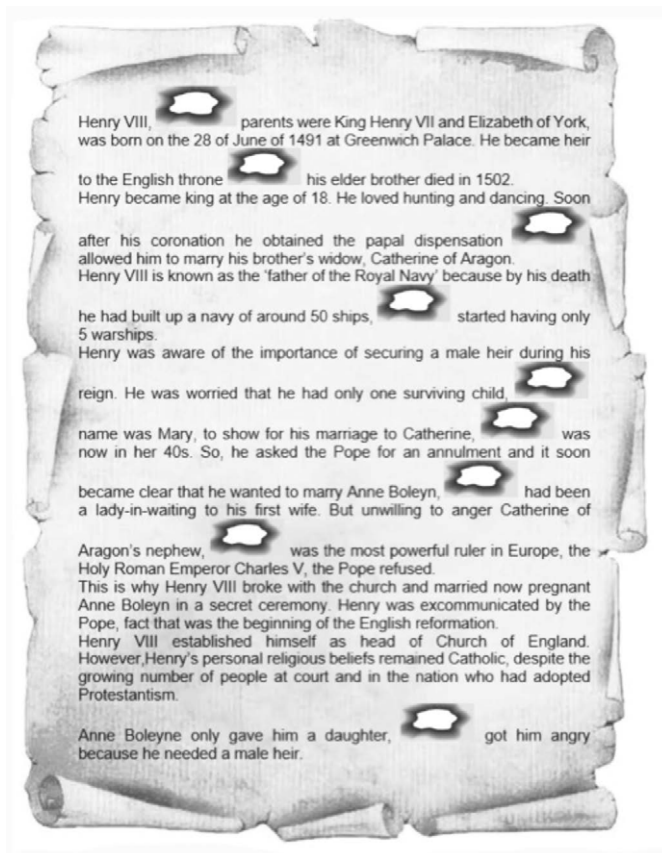 Henry VIII, parents were King Henry VII and Elizabeth of York,
was born on the 28 of June of 1491 at Greenwich Palace. He became heir
to the English throne his elder brother died in 1502.
Henry became king at the age of 18. He loved hunting and dancing. Soon
after his coronation he obtained the papal dispensation
allowed him to marry his brother's widow, Catherine of Aragon.
Henry VIII is known as the 'father of the Royal Navy' because by his death
he had built up a navy of around 50 ships, started having only
5 warships.
Henry was aware of the importance of securing a male heir during his
reign. He was worried that he had only one surviving child,
name was Mary, to show for his marriage to Catherine, was
now in her 40s. So, he asked the Pope for an annulment and it soon
became clear that he wanted to marry Anne Boleyn, had been
a lady-in-waiting to his first wife. But unwilling to anger Catherine of
Aragon's nephew, was the most powerful ruler in Europe, the
Holy Roman Emperor Charles V, the Pope refused.
This is why Henry VIII broke with the church and married now pregnant
Anne Boleyn in a secret ceremony. Henry was excommunicated by the
Pope, fact that was the beginning of the English reformation.
Henry VIII established himself as head of Church of England.
However,Henry's personal religious beliefs remained Catholic, despite the
growing number of people at court and in the nation who had adopted
Protestantism.
Anne Boleyne only gave him a daughter, got him angry
because he needed a male heir.